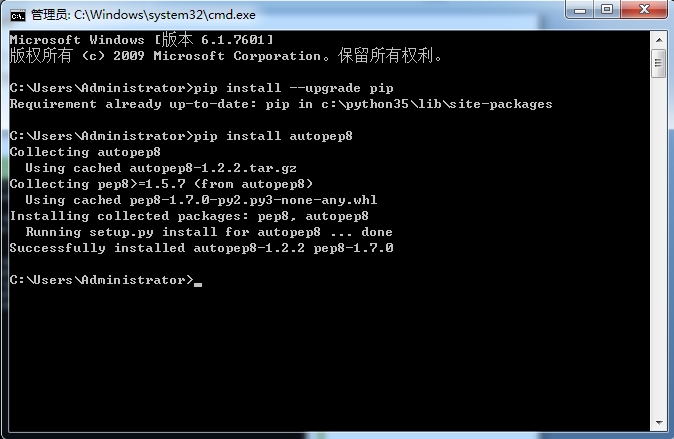 管理员: C:\Windows\system32\cmd.exe
Microsoft Windows [版本 6.1.7601]
版权所有 (c) 2009 Microsoft Corporation。保留所有权利。
C:\Users\Administrator>pip install --upgrade pip
Requirement already up-to-date: pip in c:\python35\lib\site-packages
C:\Users\Administrator>pip install autopep8
Collecting autopep8
  Using cached autopep8-1.2.2.tar.gz
Collecting pep8>=1.5.7 (from autopep8)
  Using cached pep8-1.7.0-py2.py3-none-any.whl
Installing collected packages: pep8, autopep8
  Running setup.py install for autopep8 ... done
Successfully installed autopep8-1.2.2 pep8-1.7.0
C:\Users\Administrator>